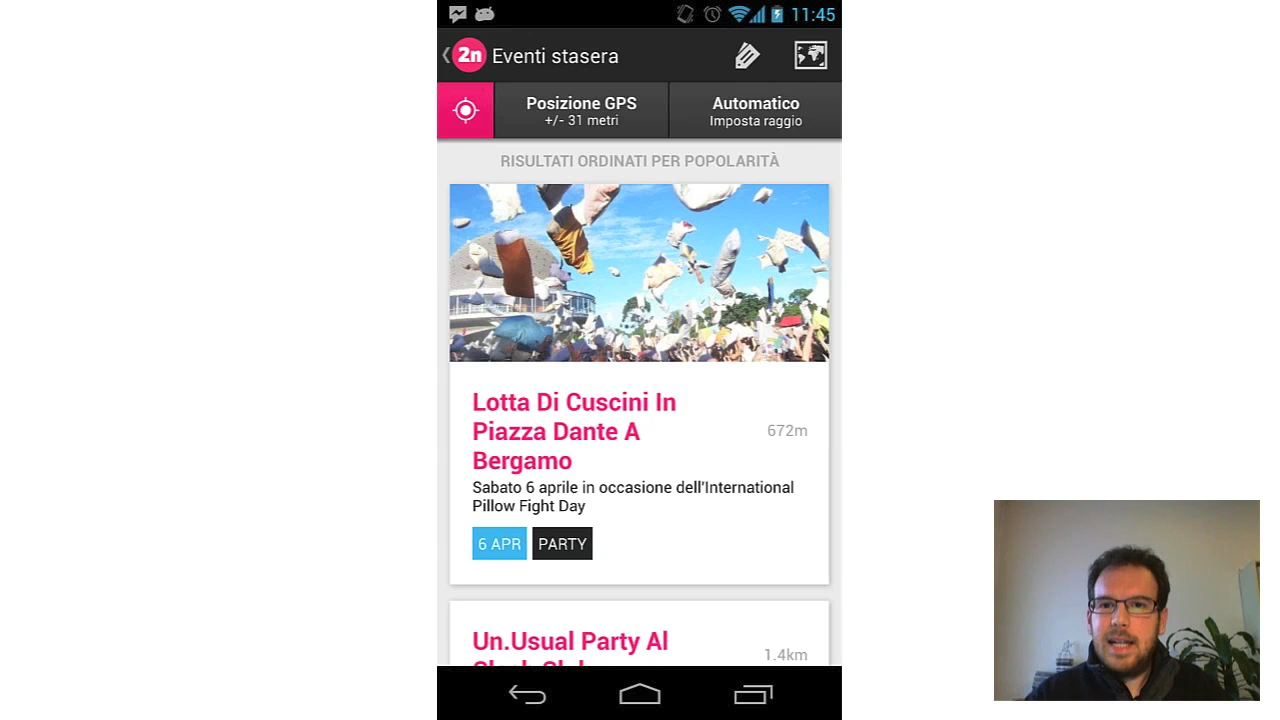 11:45
2n Eventi stasera
Posizione GPS
+/- 31 metri
Automatico
Imposta raggio
RISULTATI ORDINATI PER POPOLARITÀ
Lotta Di Cuscini In
Piazza Dante A
Bergamo
672m
Sabato 6 aprile in occasione dell'International
Pillow Fight Day
6 APR PARTY
Un.Usual Party Al
1.4km